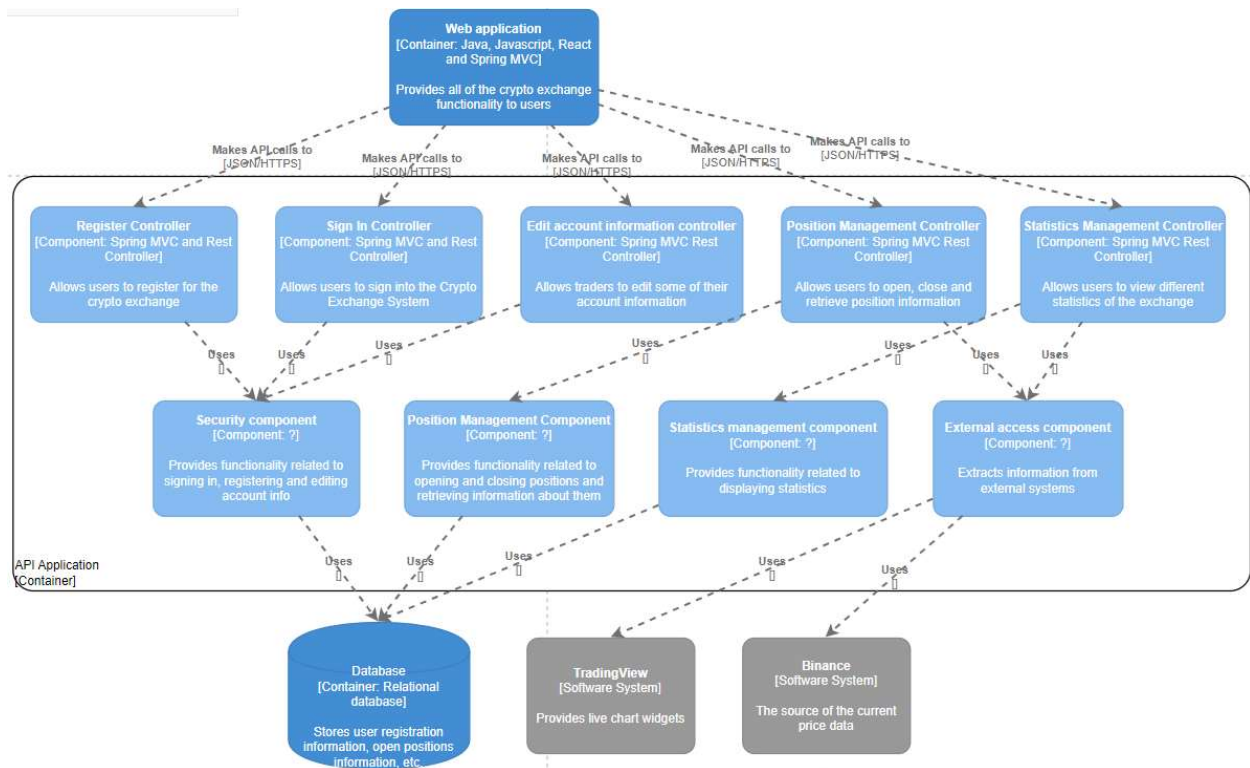 Web application
[Container: Java, Javascript, React
and Spring MVC]
Provides all of the crypto exchange
functionality to users
Makes API calls to
[JSON/HTTPS]
Makes API calls to
[JSON/HTTPS]
Makes API calls to
[JSON/HTTPS]
Makes API calls to
[JSON/HTTPS]
Makes API calls to
[JSON/HTTPS]
Register Controller
[Component: Spring MVC and Rest
Controller]
Allows users to register for the
crypto exchange
Sign In Controller
[Component: Spring MVC and Rest
Controller]
Allows users to sign into the Crypto
Exchange System
Edit account information controller
[Component: Spring MVC Rest
Controller]
Allows traders to edit some of their
account information
Position Management Controller
[Component: Spring MVC Rest
Controller]
Allows users to open, close and
retrieve position information
Statistics Management Controller
[Component: Spring MVC Rest
Controller]
Allows users to view different
statistics of the exchange
Uses
[]
Uses
[]
Uses
[]
Uses
[]
Uses
[]
Uses
[]
Uses
[]
Security component
[Component: ?]
Provides functionality related to
signing in, registering and editing
account info
Position Management Component
[Component: ?]
Provides functionality related to
opening and closing positions and
retrieving information about them
Statistics management component
[Component: ?]
Provides functionality related to
displaying statistics
External access component
[Component: ?]
Extracts information from
external systems
Uses
[]
Uses
[]
Uses
[]
Uses
[]
Uses
[]
API Application
[Container]
Database
[Container: Relational
database]
Stores user registration
information, open positions
information, etc.
TradingView
[Software System]
Provides live chart widgets
Binance
[Software System]
The source of the current
price data